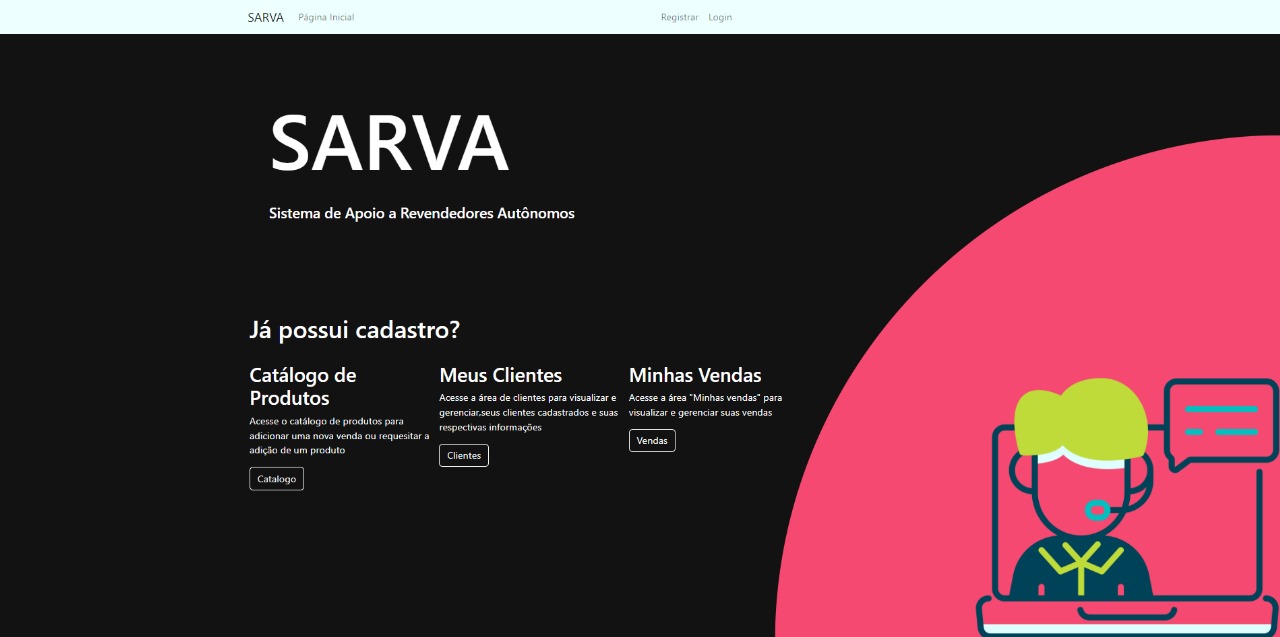 SARVA
Página Inicial
Registrar
Login
SARVA
Sistema de Apoio a Revendedores Autônomos
Já possui cadastro?
Catálogo de
Produtos
Acesse o catálogo de produtos para
adicionar uma nova venda ou requesitar a
adição de um produto
Catalogo
Meus Clientes
Acesse a área de clientes para visualizar e
gerenciar.seus clientes cadastrados e suas
respectivas informações
Clientes
Minhas Vendas
Acesse a área "Minhas vendas" para
visualizar e gerenciar suas vendas
Vendas